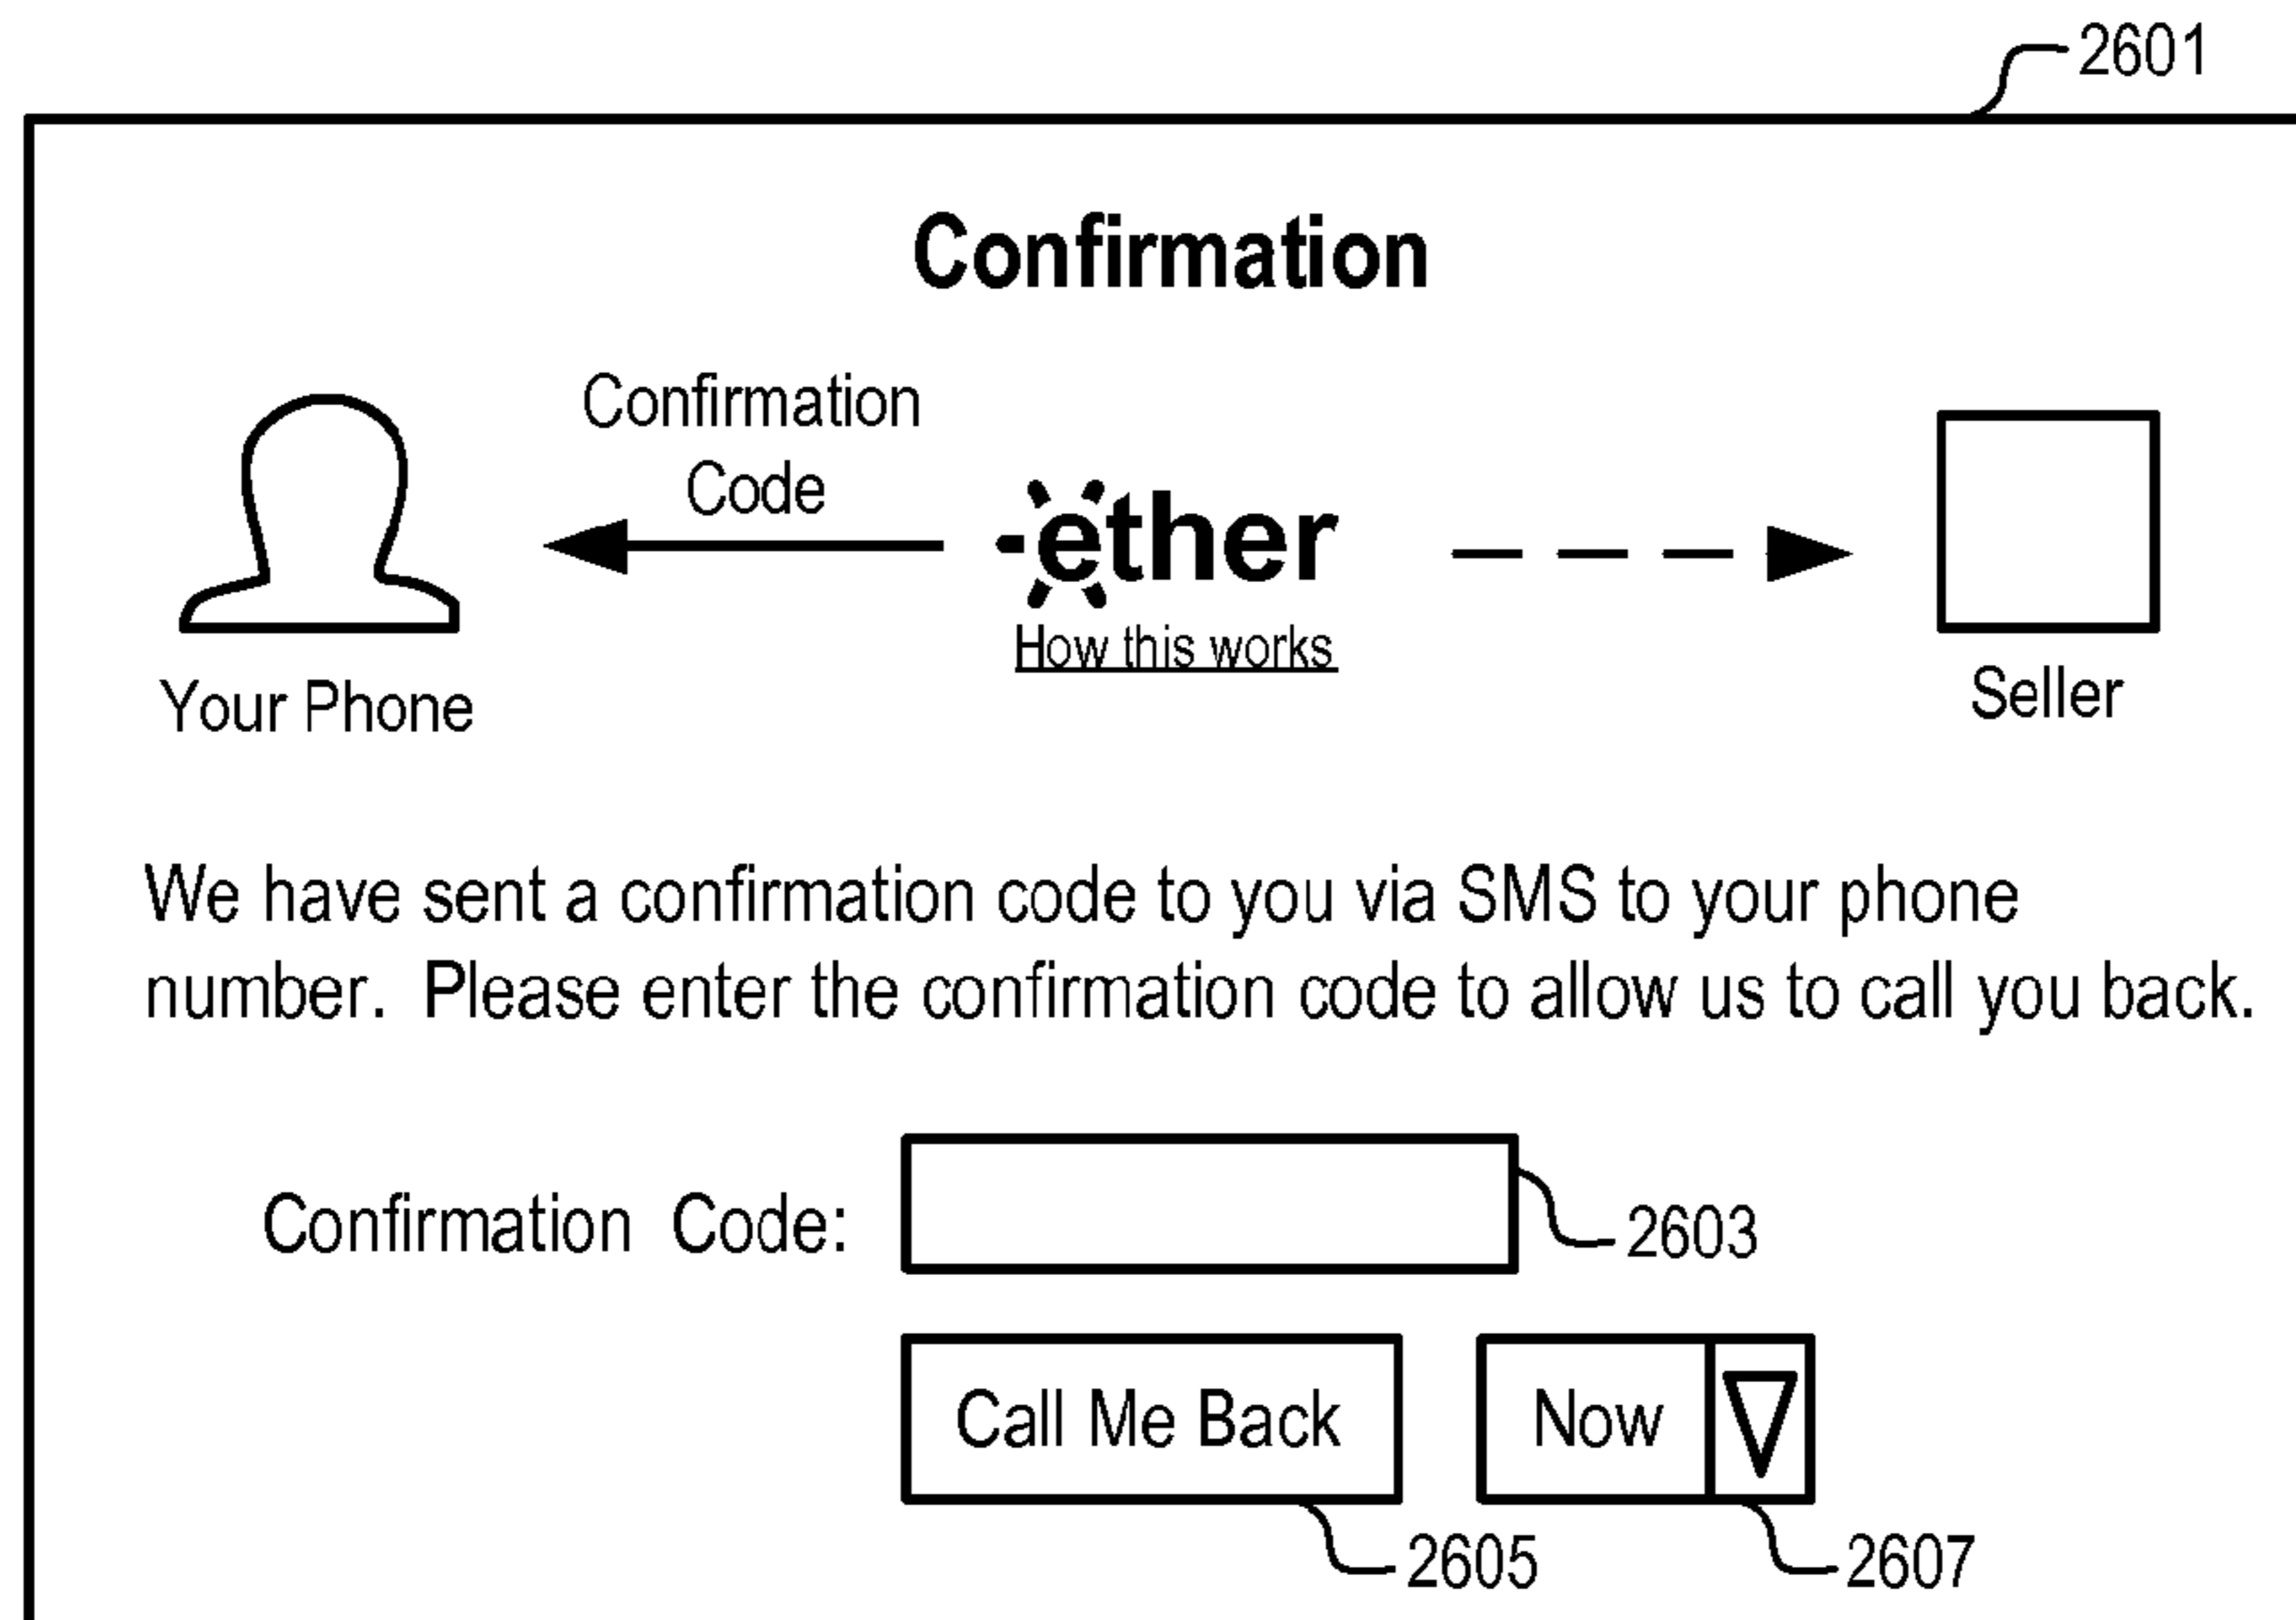 2601
Confirmation
Confirmation
Code
ether
How this works
Your Phone
Seller
We have sent a confirmation code to you via SMS to your phone
number. Please enter the confirmation code to allow us to call you back.
Confirmation Code:
2603
Call Me Back
Now
2605
2607